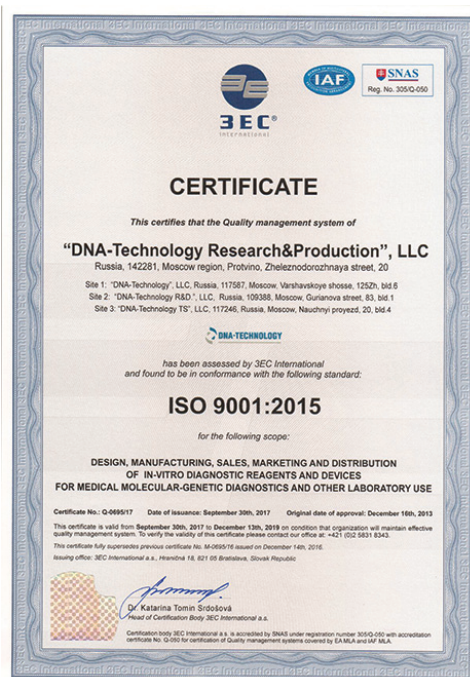 3EC®
International
IAF
SNAS
Reg. No. 305/Q-050
CERTIFICATE
This certifies that the Quality management system of
“DNA-Technology Research&Production”, LLC
Russia, 142281, Moscow region, Protvino, Zheleznodorozhnaya street, 20
Site 1: “DNA-Technology”, LLC, Russia, 117587, Moscow, Varshavskoye shosse, 125Zh, bld.6
Site 2: “DNA-Technology R&D.”, LLC, Russia, 109388, Moscow, Gurianova street, 83, bld.1
Site 3: “DNA-Technology TS”, LLC, 117246, Russia, Moscow, Nauchnyi proyezd, 20, bld.4
DNA-TECHNOLOGY
has been assessed by 3EC International
and found to be in conformance with the following standard:
ISO 9001:2015
for the following scope:
DESIGN, MANUFACTURING, SALES, MARKETING AND DISTRIBUTION
OF IN-VITRO DIAGNOSTIC REAGENTS AND DEVICES
FOR MEDICAL MOLECULAR-GENETIC DIAGNOSTICS AND OTHER LABORATORY USE
Certificate No.: Q-0695/17 Date of issuance: September 30th, 2017 Original date of approval: December 16th, 2013
This certificate is valid from September 30th, 2017 to December 13th, 2019 on condition that organization will maintain effective
quality management system. To verify the validity of this certificate please contact our office at: +421 (0)2 5831 8343.
This certificate fully supersedes previous certificate No. M-0695/16 issued on December 14th, 2016.
Issuing office: 3EC International a.s., Hraničná 18, 821 05 Bratislava, Slovak Republic
Dr. Katarína Tomin Srdošová
Head of Certification Body 3EC International a.s.
Certification body 3EC International a.s. is accredited by SNAS under registration number 305/Q-050 with accreditation
certificate No. Q-050 for certification of Quality management systems covered by EA MLA and IAF MLA.